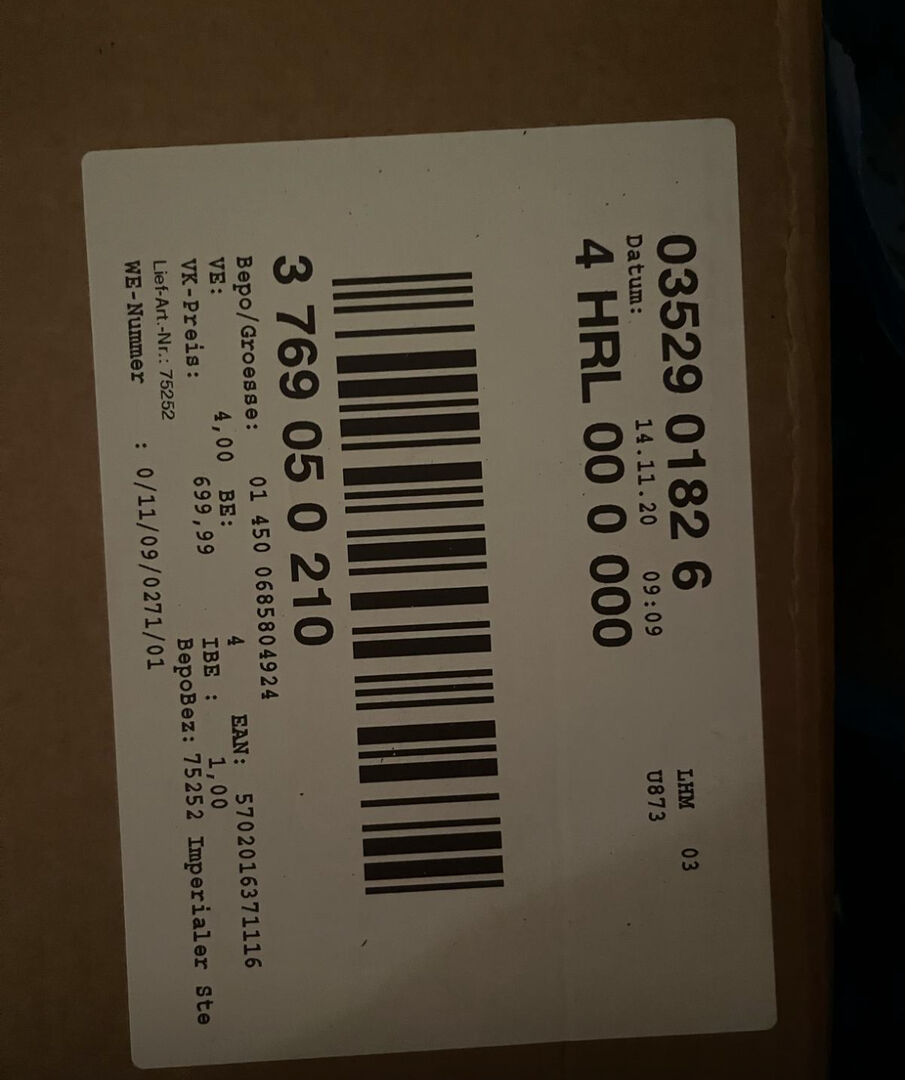 03529 0182 6
LHM 03
Datum: 14.11.20 09:09
U873
4 HRL 00 0 000
3 769 05 0 210
Bepo/Groesse: 01 450 0685804924
VE: 4,00 BE: 4 EAN: 5702016371116
VK-Preis: 699,99 IBE : 1,00
Lief-Art.-Nr.: 75252 BepoBez: 75252 Imperialer Ste
WE-Nummer : 0/11/09/0271/01